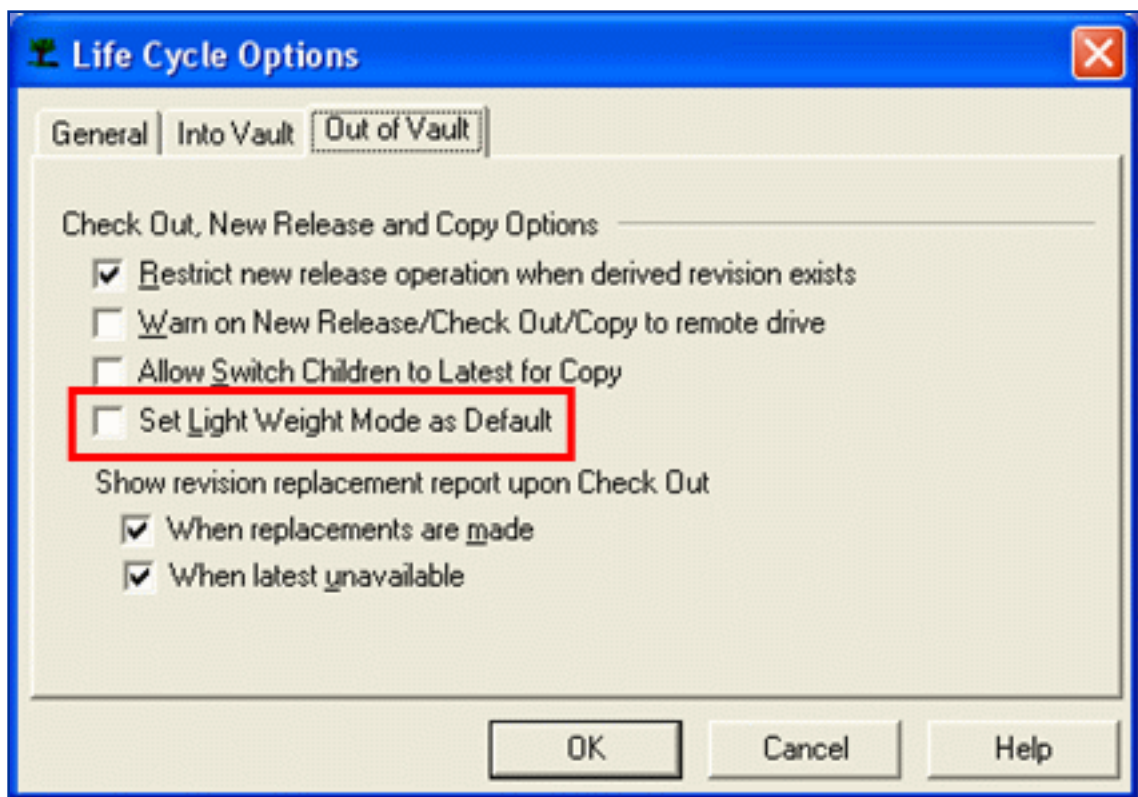 Life Cycle Options
General Into Vault Out of Vault
Check Out, New Release and Copy Options
Restrict new release operation when derived revision exists
Warn on New Release/Check Out/Copy to remote drive
Allow Switch Children to Latest for Copy
Set Light Weight Mode as Default
Show revision replacement report upon Check Out
When replacements are made
When latest unavailable
OK Cancel Help